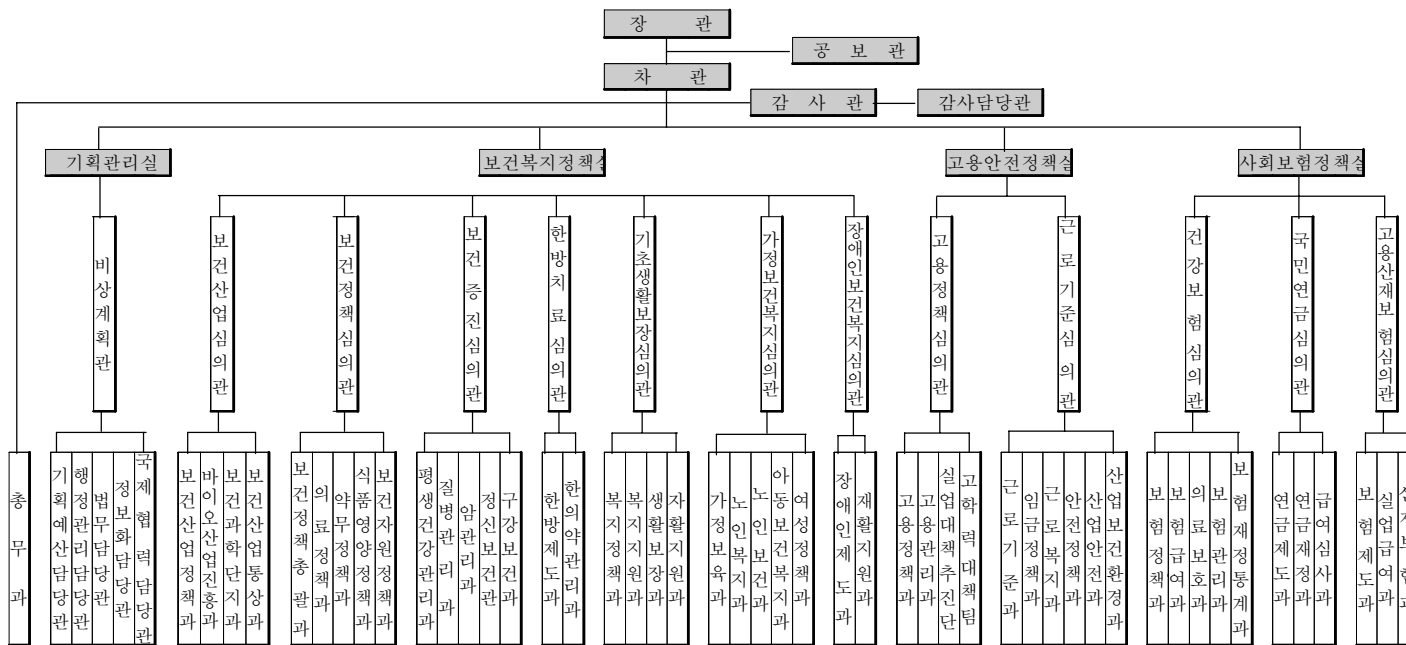 장 관
공 보 관
차 관
감 사 관
감사담당관
기획관리실
보건복지정책실
고용안전정책실
사회보험정책실
비상계획관
보건산업심의관
보건정책심의관
보건증진심의관
한방치료심의관
기초생활보장심의관
가정보건복지심의관
장애인보건복지심의관
고용정책심의관
근로기준심의관
건강보험심의관
국민연금심의관
고용산재보험심의관
총무과
기획예산담당관
행정관리담당관
법무담당관
정보화담당관
국제협력담당관
보건산업정책과
바이오산업진흥과
보건과학단지과
보건산업통상과
보건정책총괄과
의료정책과
약무정책과
식품영양정책과
보건자원정책과
평생건강관리과
질병관리과
암관리과
정신보건관
구강보건과
한방제도과
한의약관리과
복지정책과
복지지원과
생활보장과
자활지원과
가정보육과
노인복지과
노인보건과
아동보건복지과
여성정책과
장애인제도과
재활지원과
고용정책과
고용관리과
실업대책추진단
고학력대책팀
근로기준과
임금정책과
근로복지과
안전정책과
산업안전과
산업보건환경과
보험정책과
보험급여과
의료보호과
보험관리과
보험재정통계과
연금제도과
연금재정과
급여심사과
보험제도과
실업급여과